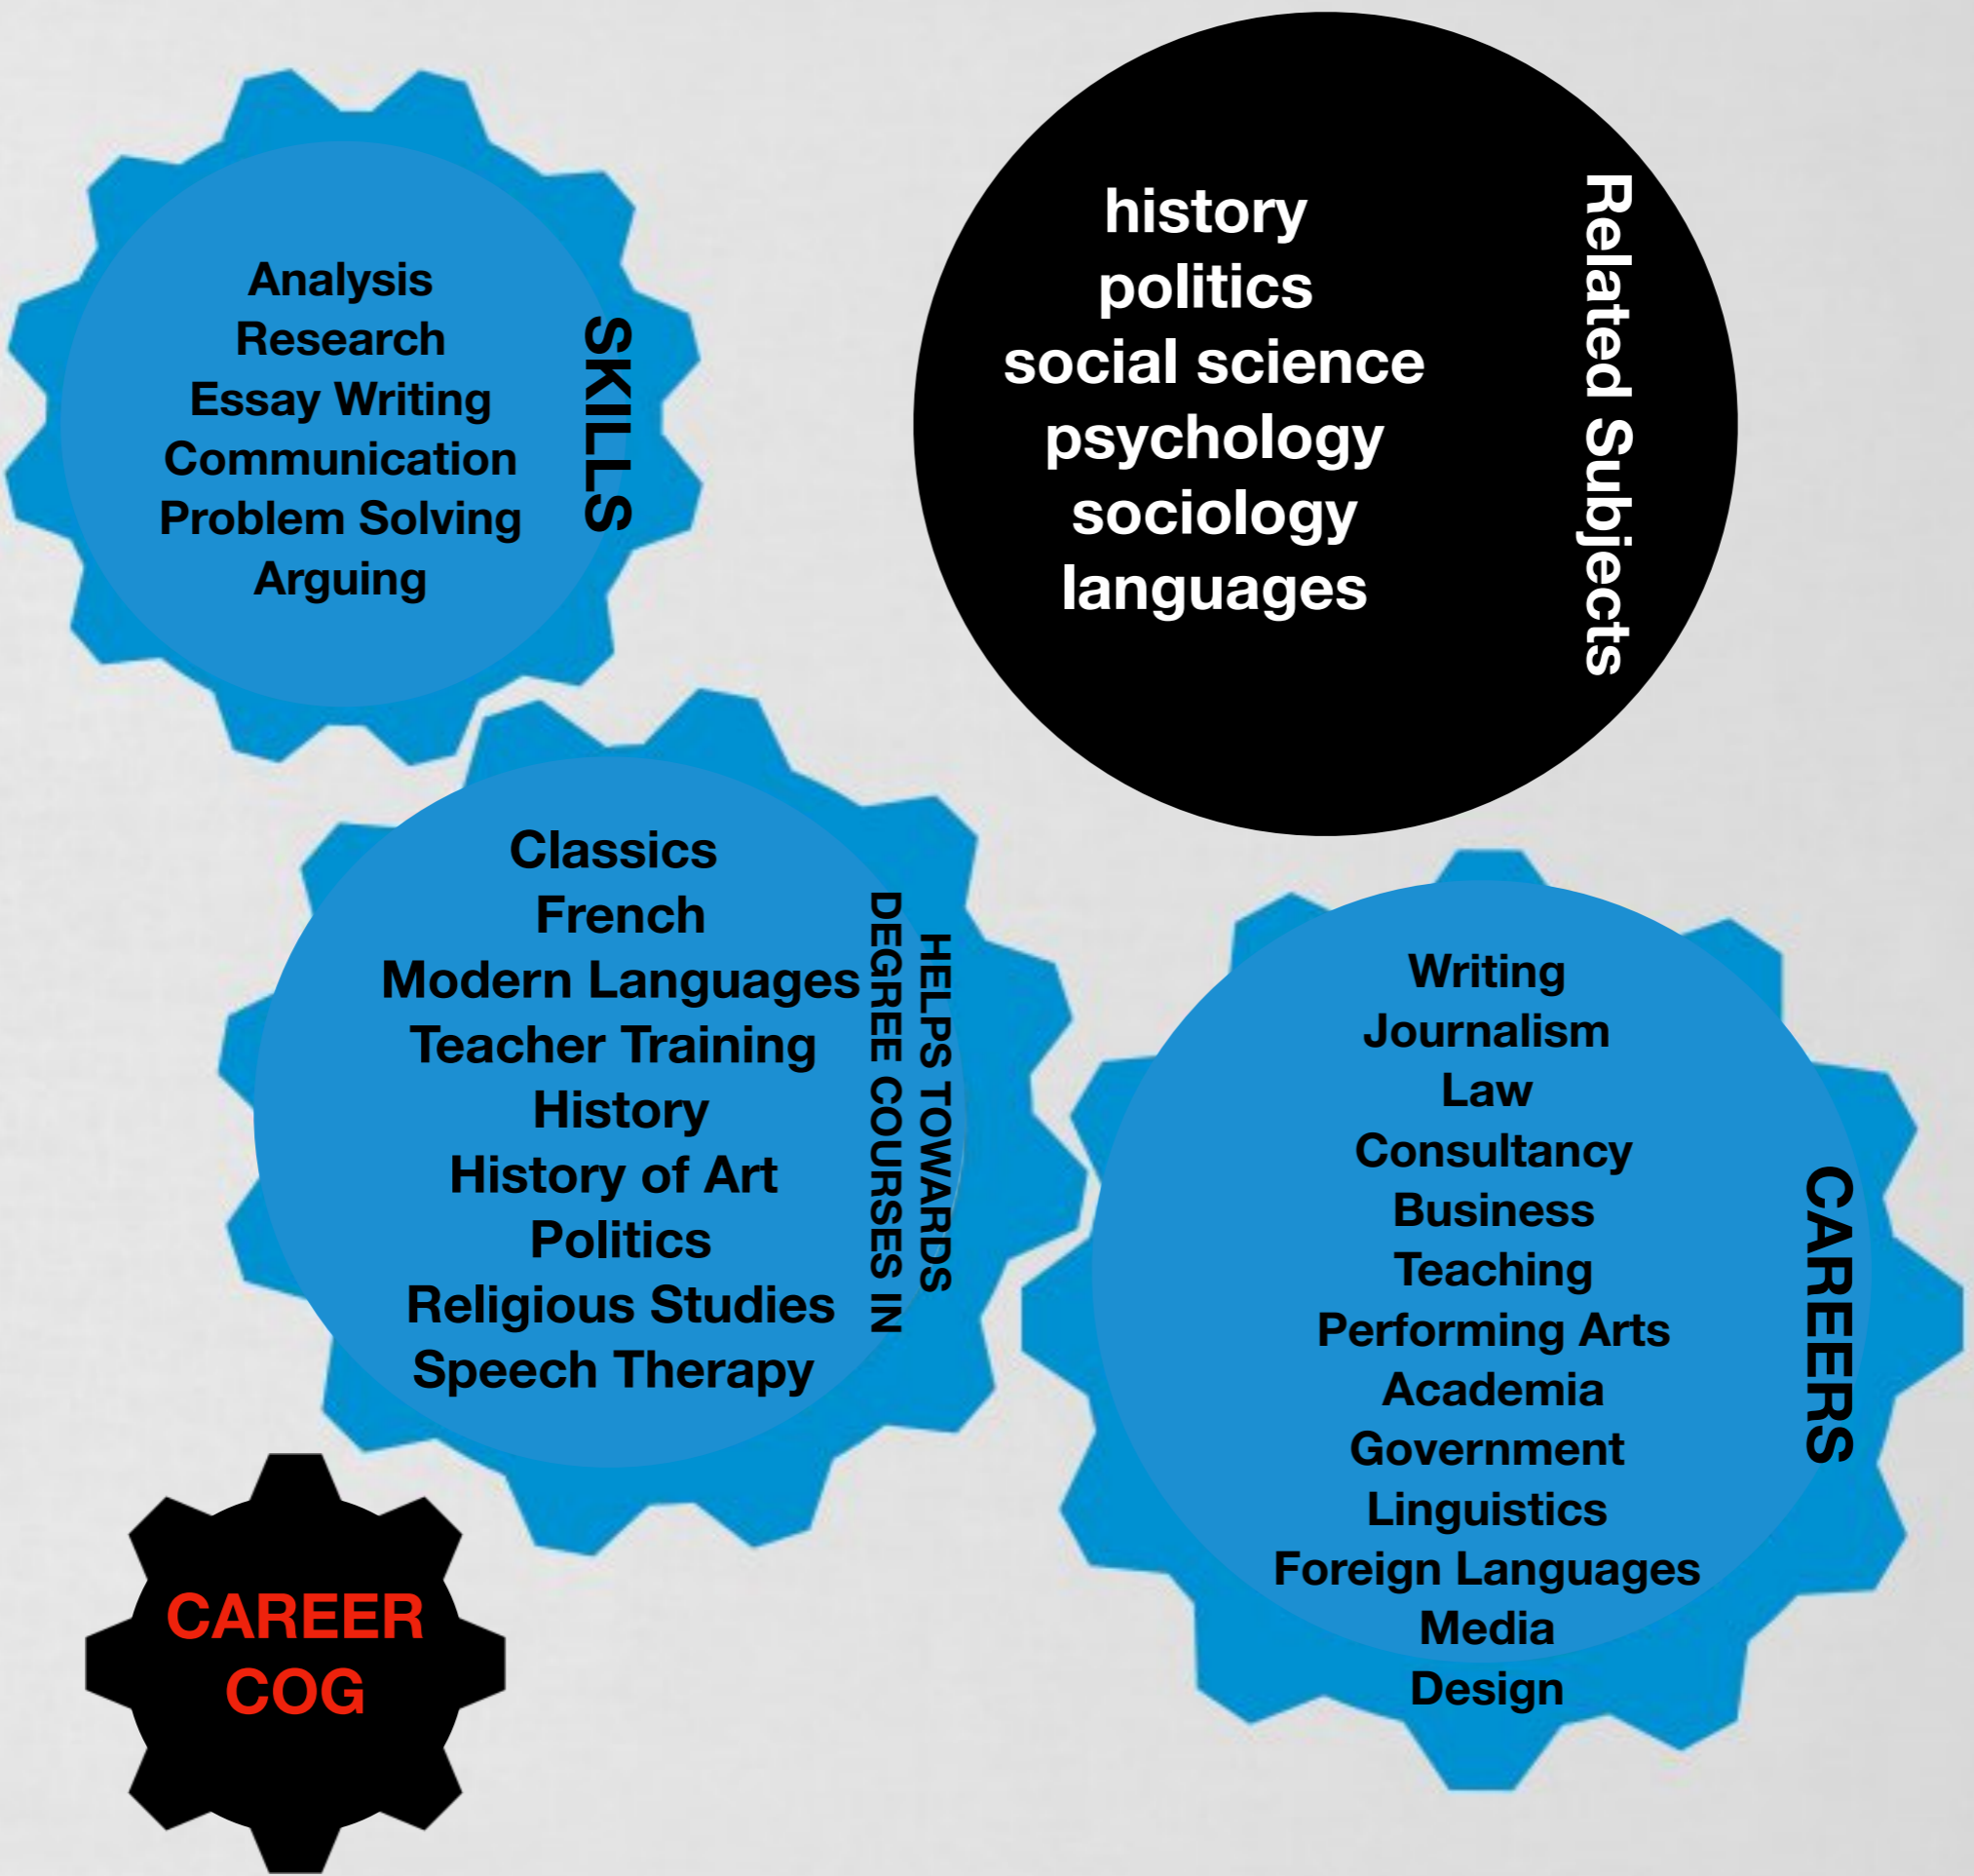 Analysis
Research
Essay Writing
Communication
Problem Solving
Arguing
SKILLS
history
politics
social science
psychology
sociology
languages
Related Subjects
Classics
French
Modern Languages
Teacher Training
History
History of Art
Politics
Religious Studies
Speech Therapy
HELPS TOWARDS
DEGREE COURSES IN
Writing
Journalism
Law
Consultancy
Business
Teaching
Performing Arts
Academia
Government
Linguistics
Foreign Languages
Media
Design
CAREERS
CAREER
COG